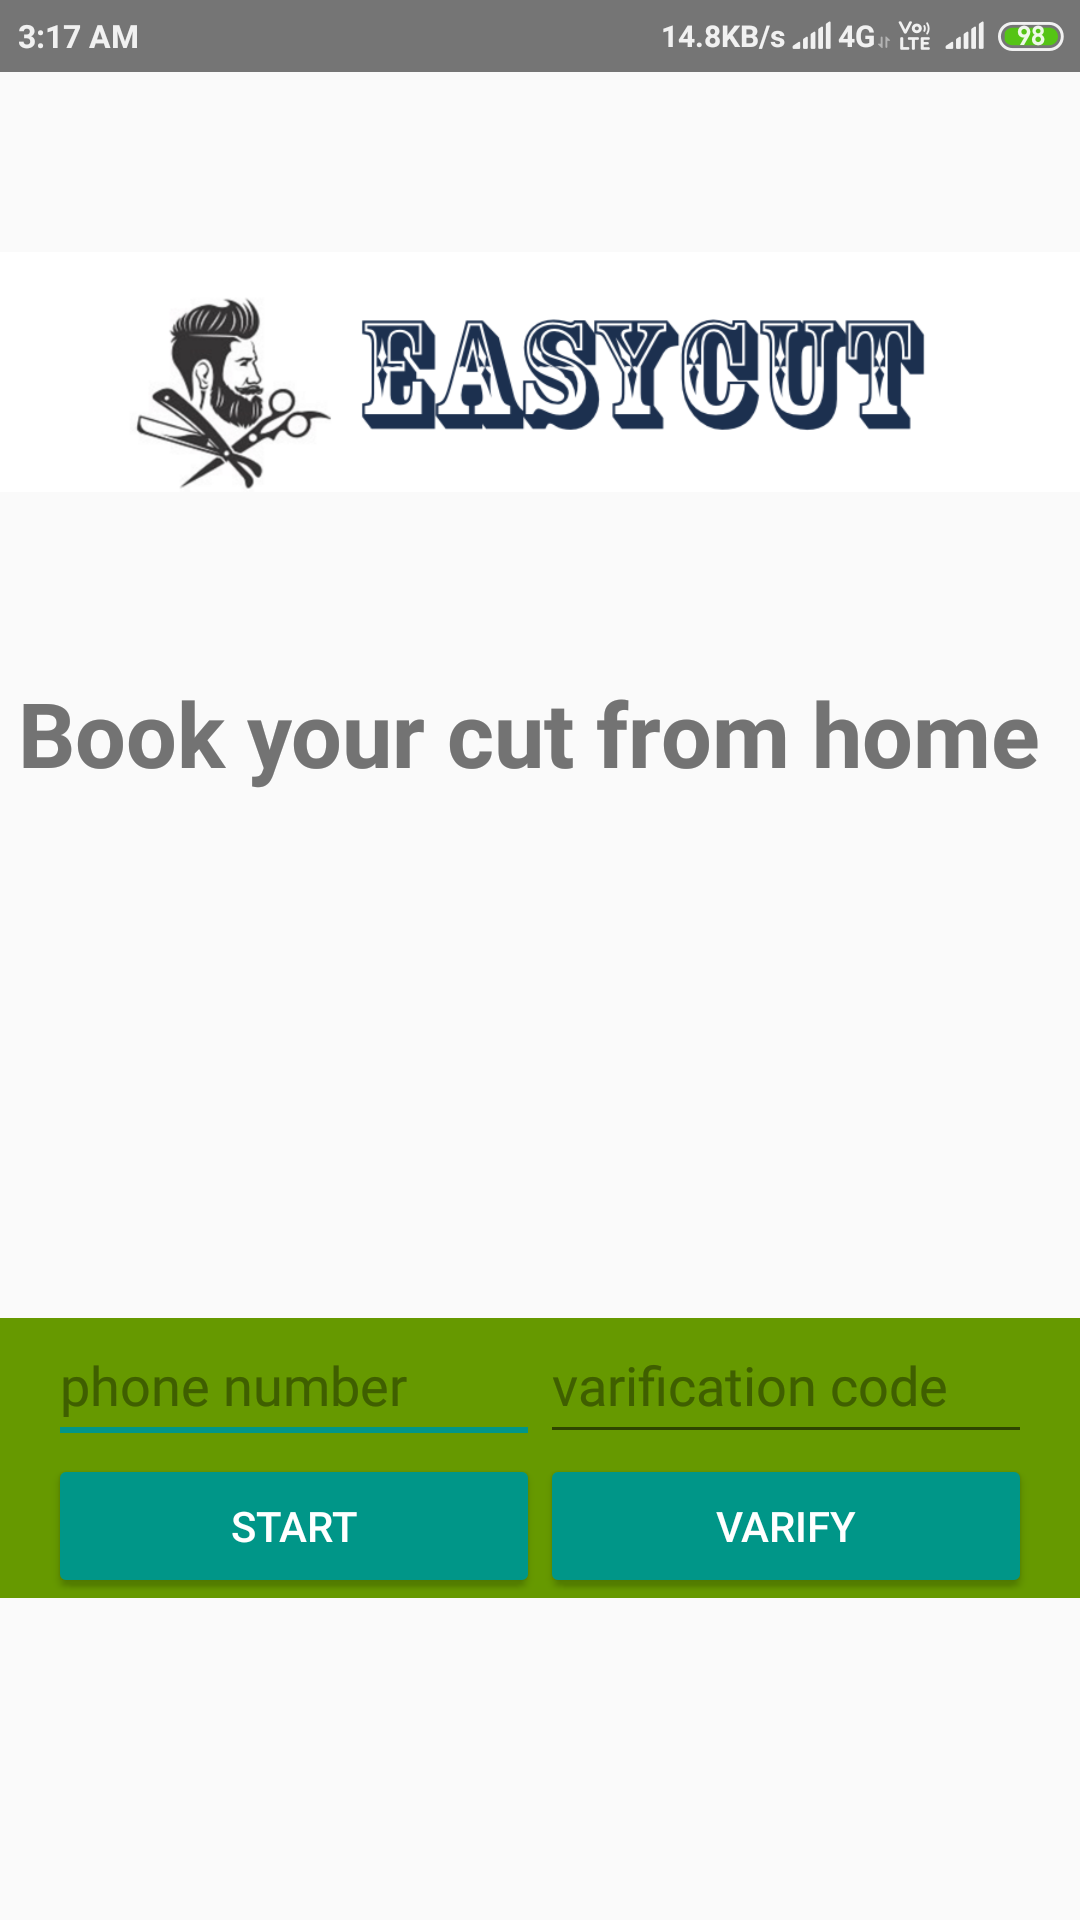 3:17 AM 14.8KB/s 4G Vo LTE 98
EASYCUT
Book your cut from home
phone number varification code
START VARIFY